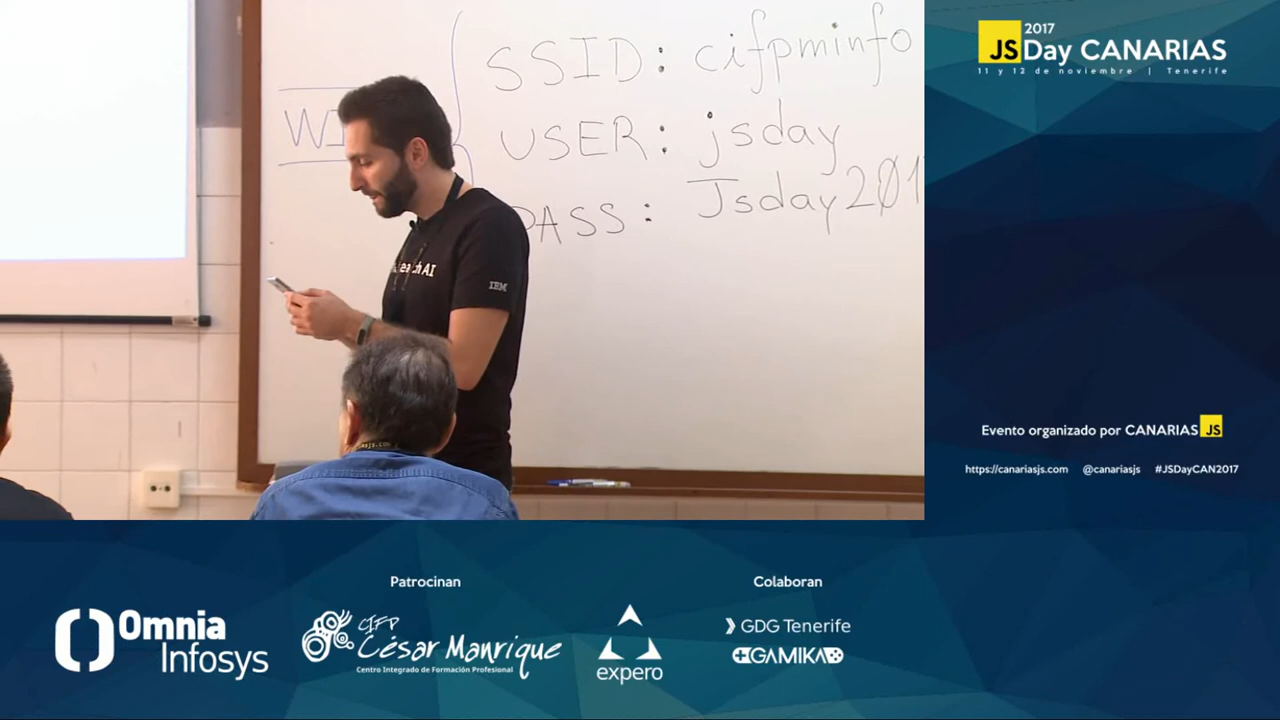 SSID: cifpminfo
USER: jsday
PASS: Jsday201
each AI
IBM
2017
JS Day CANARIAS
11 y 12 de noviembre | Tenerife
Evento organizado por CANARIAS JS
https://canariasjs.com @canariasjs #JSDayCAN2017
Patrocinan
Colaboran
Omnia
Infosys
CIFP
César Manrique
Centro Integrado de Formación Profesional
expero
GDG Tenerife
GAMIKA